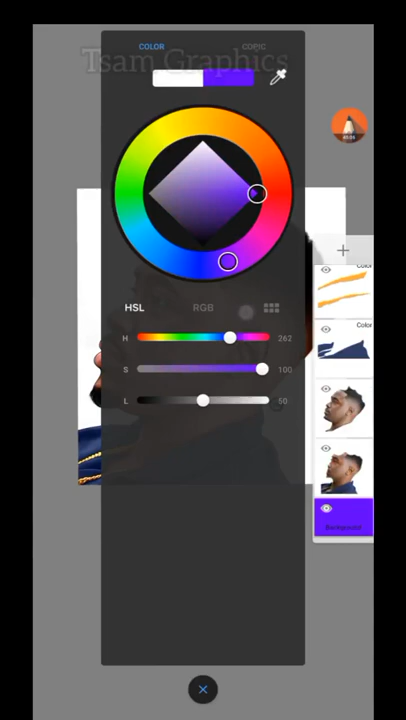 COLOR COPIC
Tsam Graphics
HSL RGB
Color
H 262
Color
S 100
L 50
Background